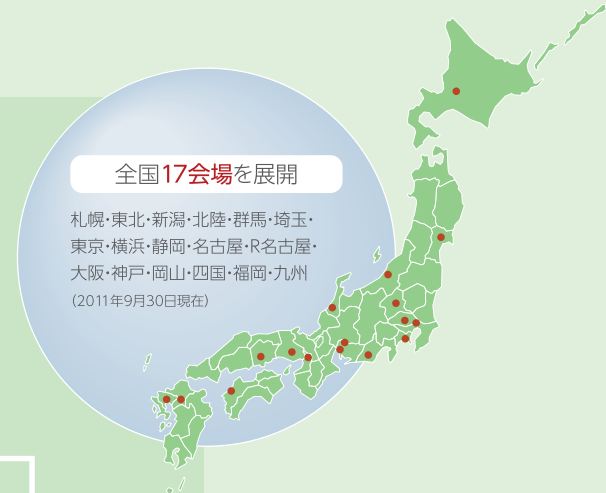 全国17会場を展開
札幌・東北・新潟・北陸・群馬・埼玉・
東京・横浜・静岡・名古屋・R名古屋・
大阪・神戸・岡山・四国・福岡・九州
（2011年9月30日現在）